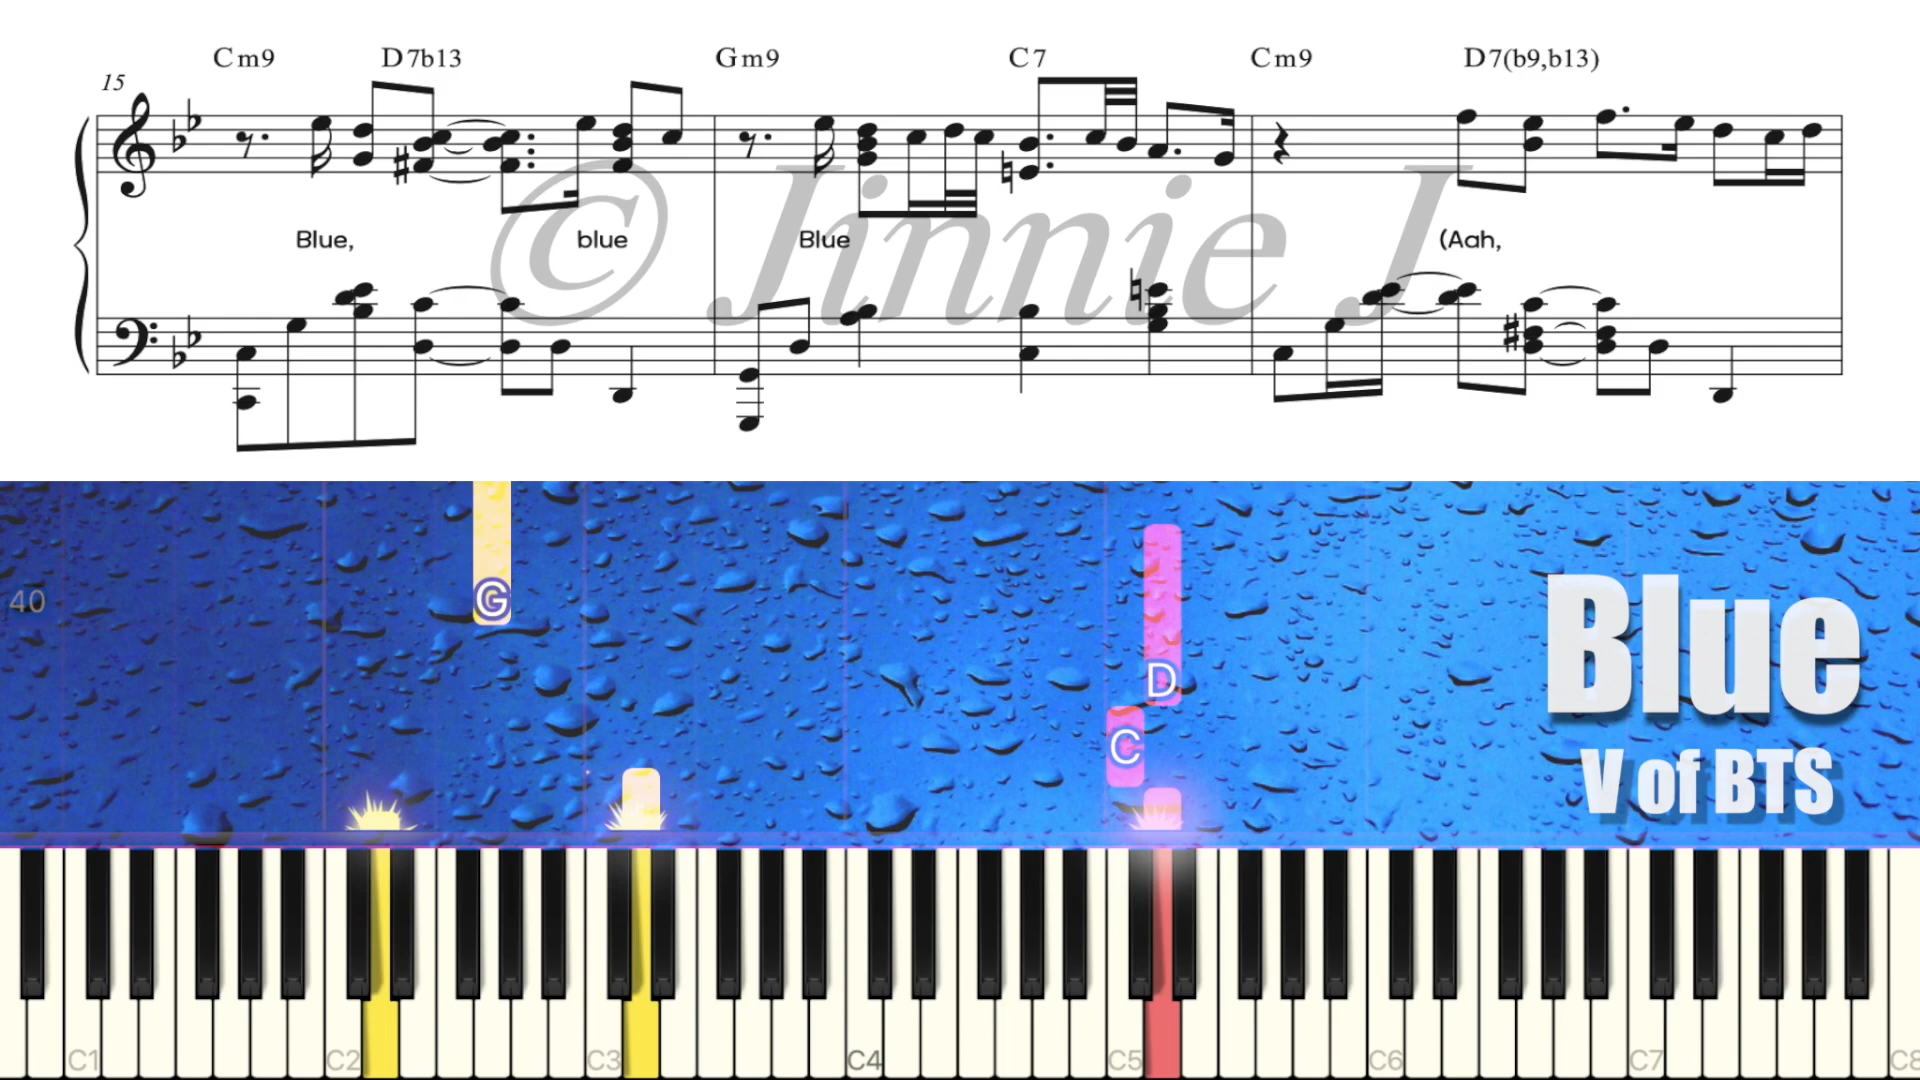 Cm9 D7b13 Gm9 C7 Cm9 D7(b9,b13)
15
Blue, blue Blue (Aah,
© Jinnie J
G
40
D
C
Blue
V of BTS
C1 C2 C3 C4 C5 C6 C7 C8